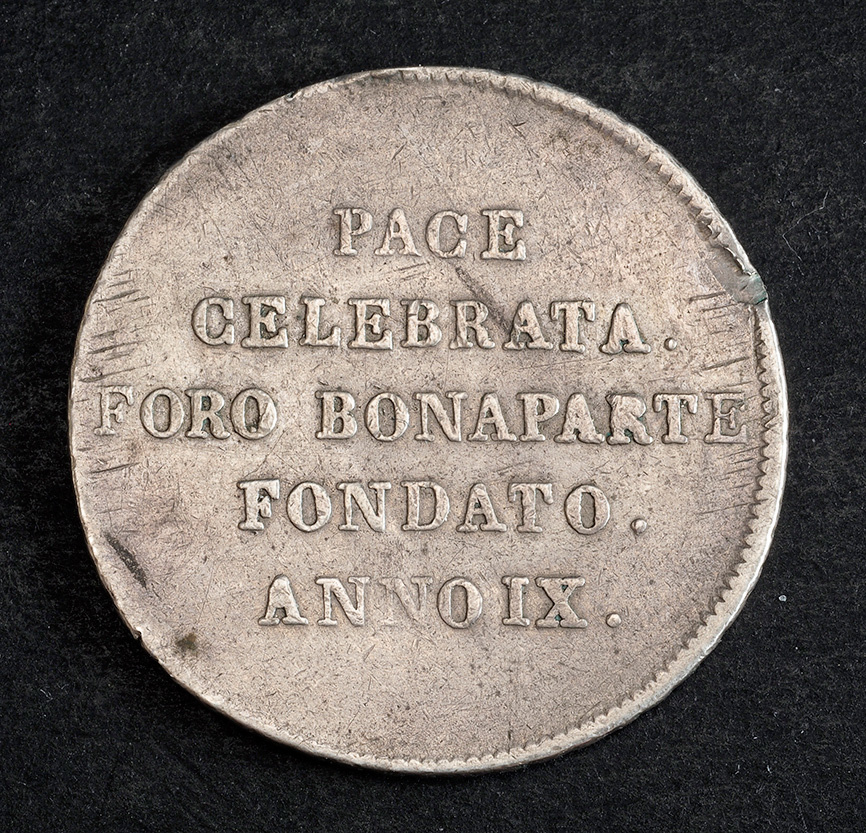 PACE
CELEBRATA.
FORO BONAPARTE
FONDATO.
ANNO IX.